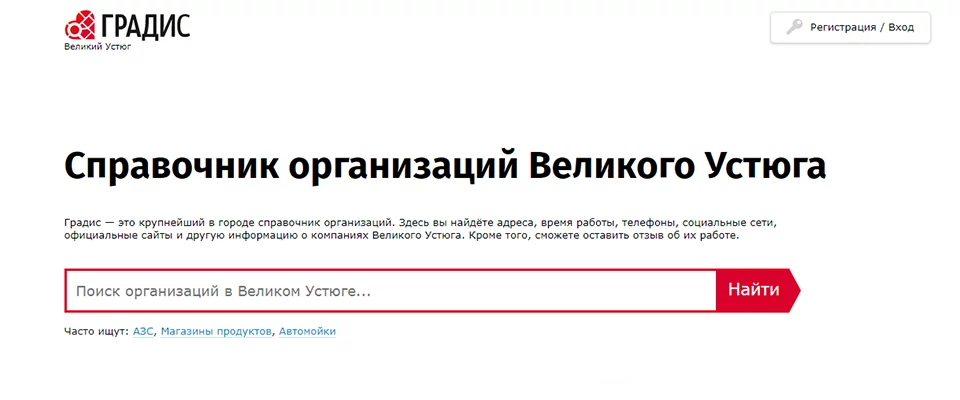 ГРАДИС
Великий Устюг
Регистрация / Вход
Справочник организаций Великого Устюга
Градис — это крупнейший в городе справочник организаций. Здесь вы найдёте адреса, время работы, телефоны, социальные сети,
официальные сайты и другую информацию о компаниях Великого Устюга. Кроме того, сможете оставить отзыв об их работе.
Поиск организаций в Великом Устюге...
Найти
Часто ищут: АЗС, Магазины продуктов, Автомойки